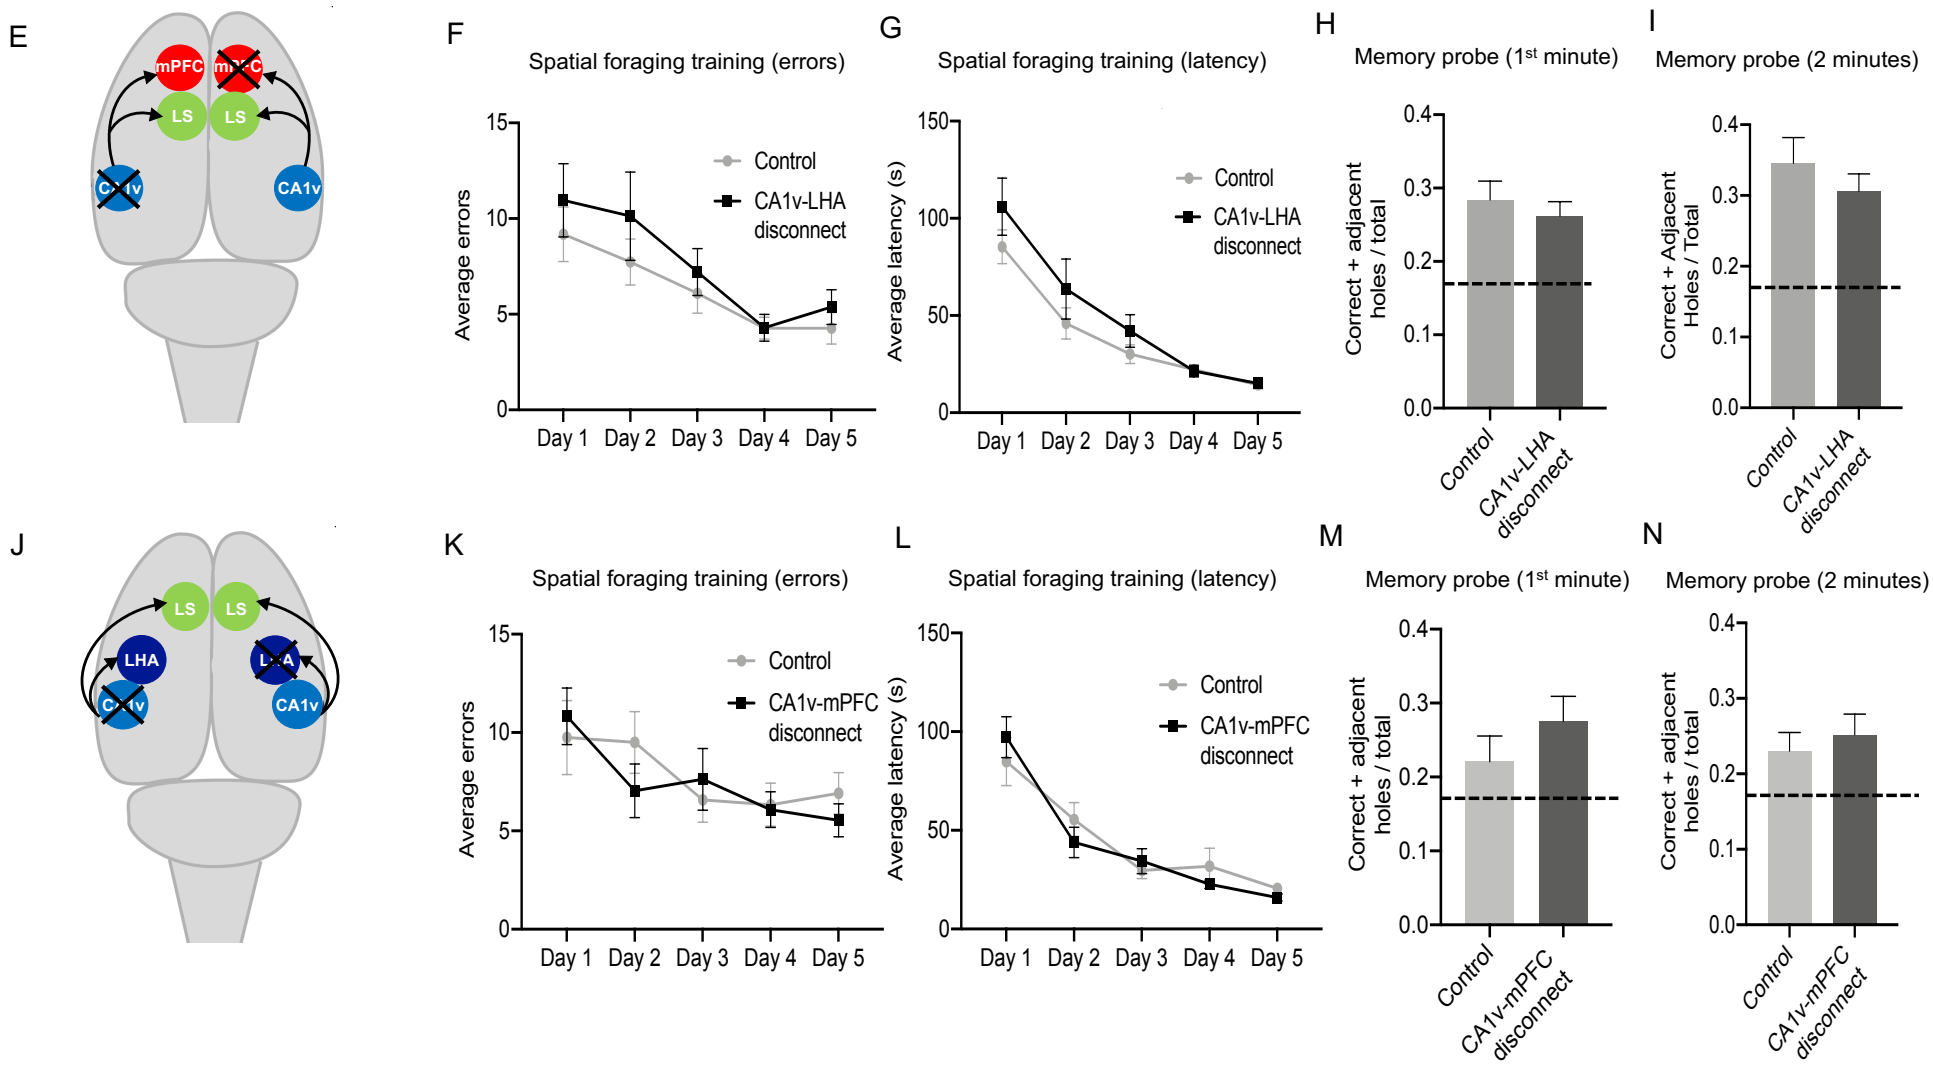 E
mPFC
mPFC
LS
LS
CA1v
CA1v
F
Spatial foraging training (errors)
15
10
5
0
Average errors
Control
CA1v-LHA
disconnect
Day 1 Day 2 Day 3 Day 4 Day 5
G
Spatial foraging training (latency)
150
100
50
0
Average latency (s)
Control
CA1v-LHA
disconnect
Day 1 Day 2 Day 3 Day 4 Day 5
H
Memory probe (1st minute)
0.4
0.3
0.2
0.1
0.0
Correct + adjacent
holes / total
Control
CA1v-LHA
disconnect
I
Memory probe (2 minutes)
0.4
0.3
0.2
0.1
0.0
Correct + Adjacent
Holes / Total
Control
CA1v-LHA
disconnect
J
LS
LS
LHA
LHA
CA1v
CA1v
K
Spatial foraging training (errors)
15
10
5
0
Average errors
Control
CA1v-mPFC
disconnect
Day 1 Day 2 Day 3 Day 4 Day 5
L
Spatial foraging training (latency)
150
100
50
0
Average latency (s)
Control
CA1v-mPFC
disconnect
Day 1 Day 2 Day 3 Day 4 Day 5
M
Memory probe (1st minute)
0.4
0.3
0.2
0.1
0.0
Correct + adjacent
holes / total
Control
CA1v-mPFC
disconnect
N
Memory probe (2 minutes)
0.4
0.3
0.2
0.1
0.0
Correct + adjacent
holes / total
Control
CA1v-mPFC
disconnect